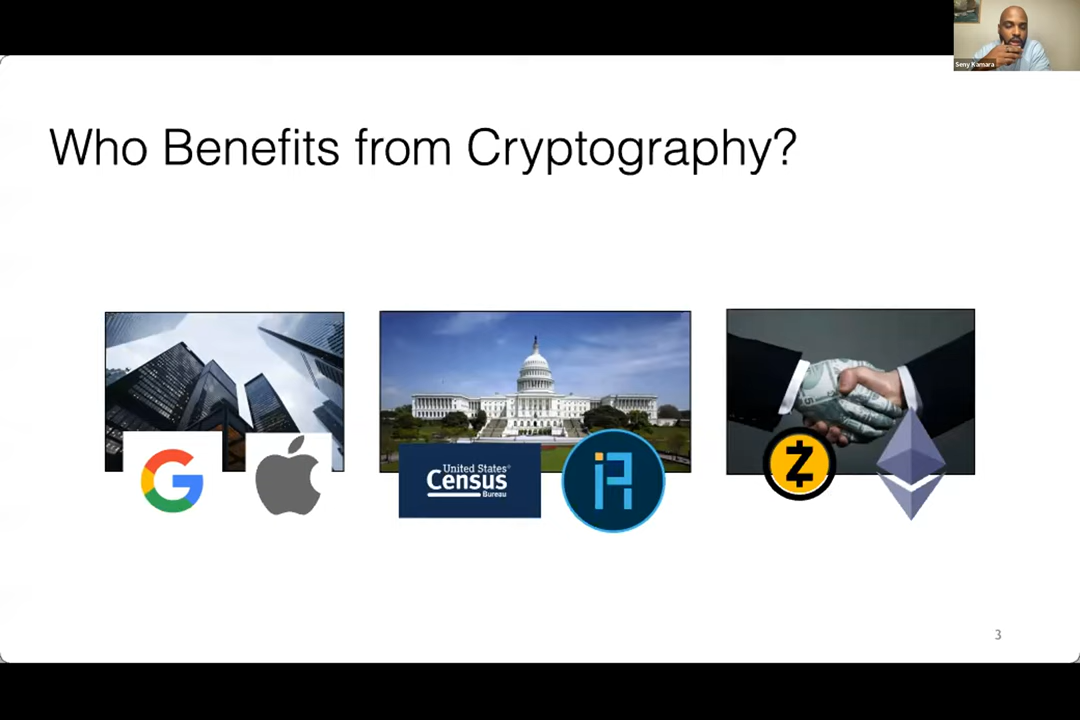 Seny Kamara
Who Benefits from Cryptography?
United States®
Census
Bureau
3